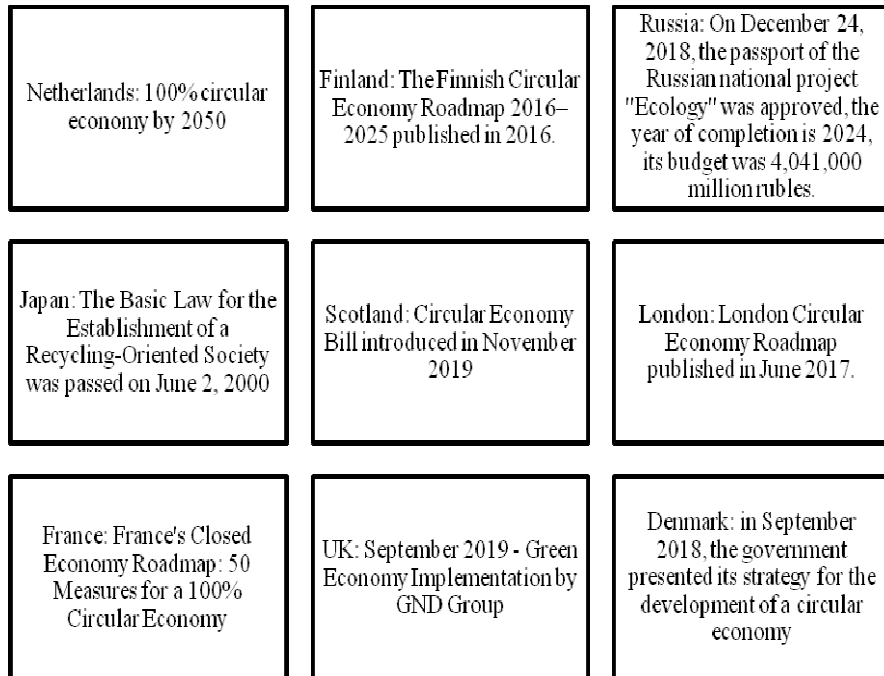 Netherlands: 100% circular
economy by 2050
Finland: The Finnish Circular
Economy Roadmap 2016–
2025 published in 2016.
Russia: On December 24,
2018, the passport of the
Russian national project
"Ecology" was approved, the
year of completion is 2024,
its budget was 4,041,000
million rubles.
Japan: The Basic Law for the
Establishment of a
Recycling-Oriented Society
was passed on June 2, 2000
Scotland: Circular Economy
Bill introduced in November
2019
London: London Circular
Economy Roadmap
published in June 2017.
France: France's Closed
Economy Roadmap: 50
Measures for a 100%
Circular Economy
UK: September 2019 - Green
Economy Implementation by
GND Group
Denmark: in September
2018, the government
presented its strategy for the
development of a circular
economy